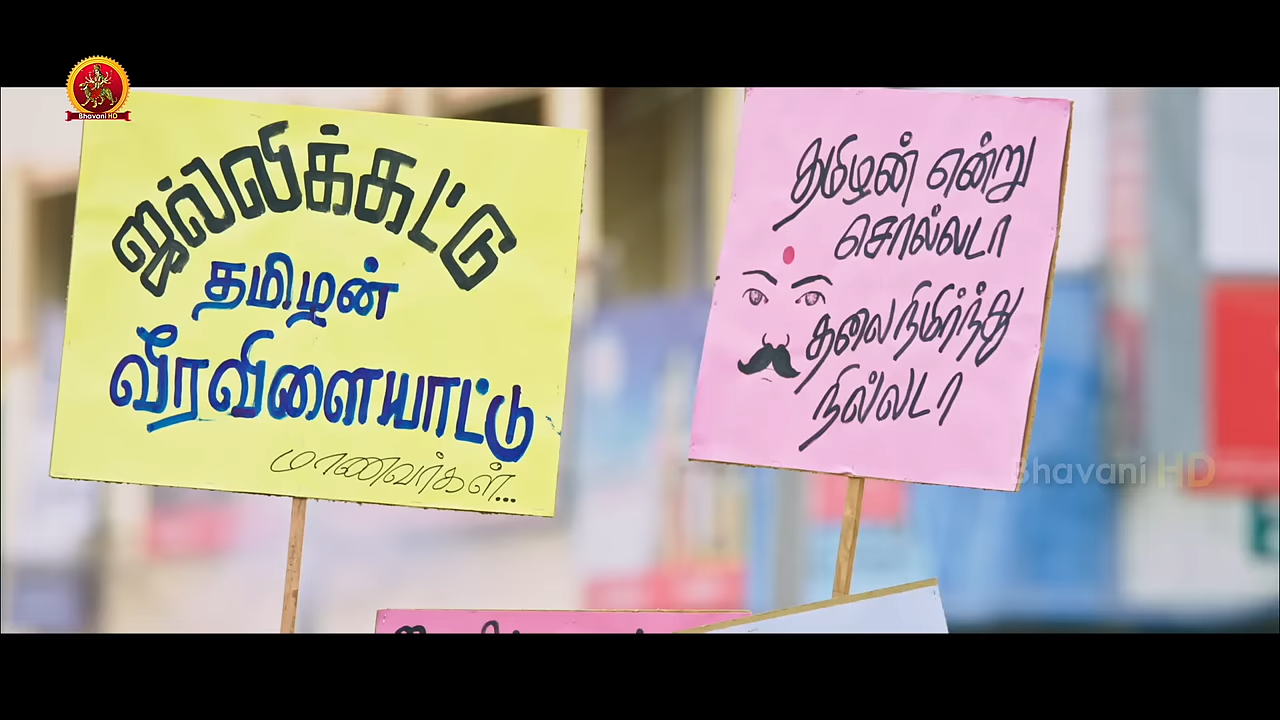 Bhavani HD
ஜல்லிக்கட்டு
தமிழன்
வீரவிளையாட்டு
மாணவர்கள்...
தமிழன் என்று
சொல்லடா
தலைநிமிர்ந்து
நில்லடா
Bhavani HD